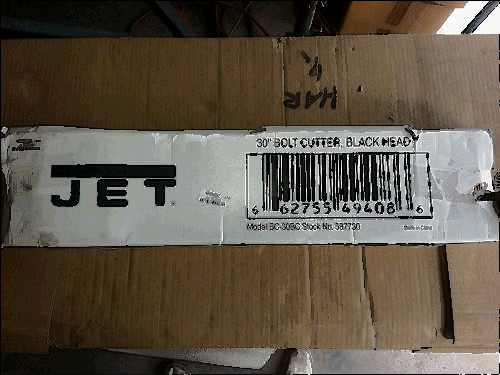 HAR
JET
30" BOLT CUTTER, BLACK HEAD
6 62755 49408 6
Model BC-30BC Stock No. 587730
Made in China